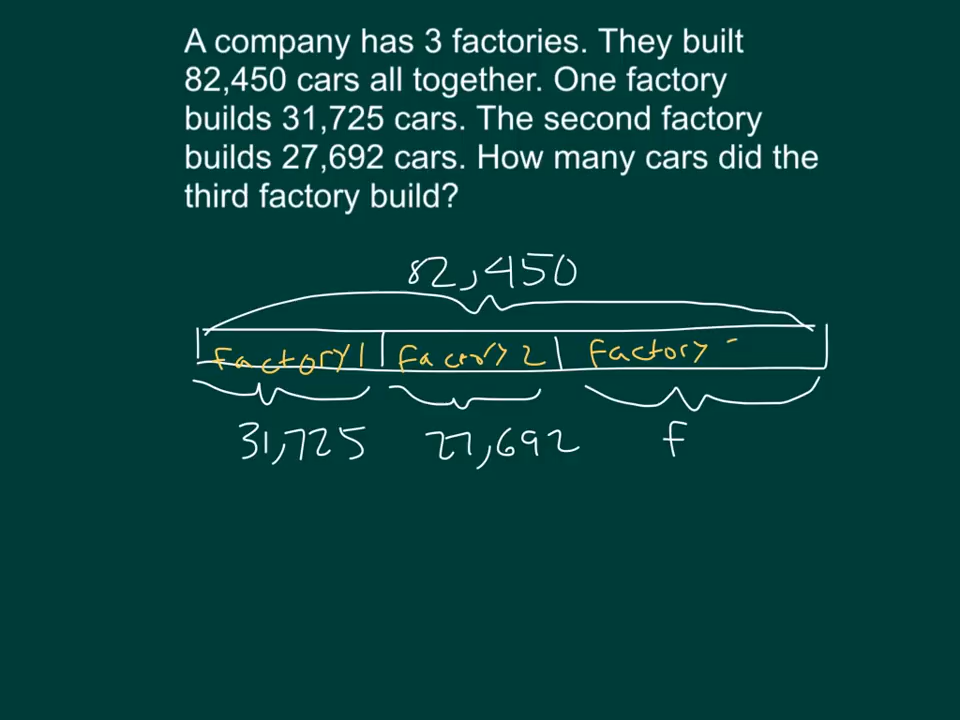 A company has 3 factories. They built
82,450 cars all together. One factory
builds 31,725 cars. The second factory
builds 27,692 cars. How many cars did the
third factory build?
82,450
Factory 1 Factory 2 Factory
31,725 27,692 f